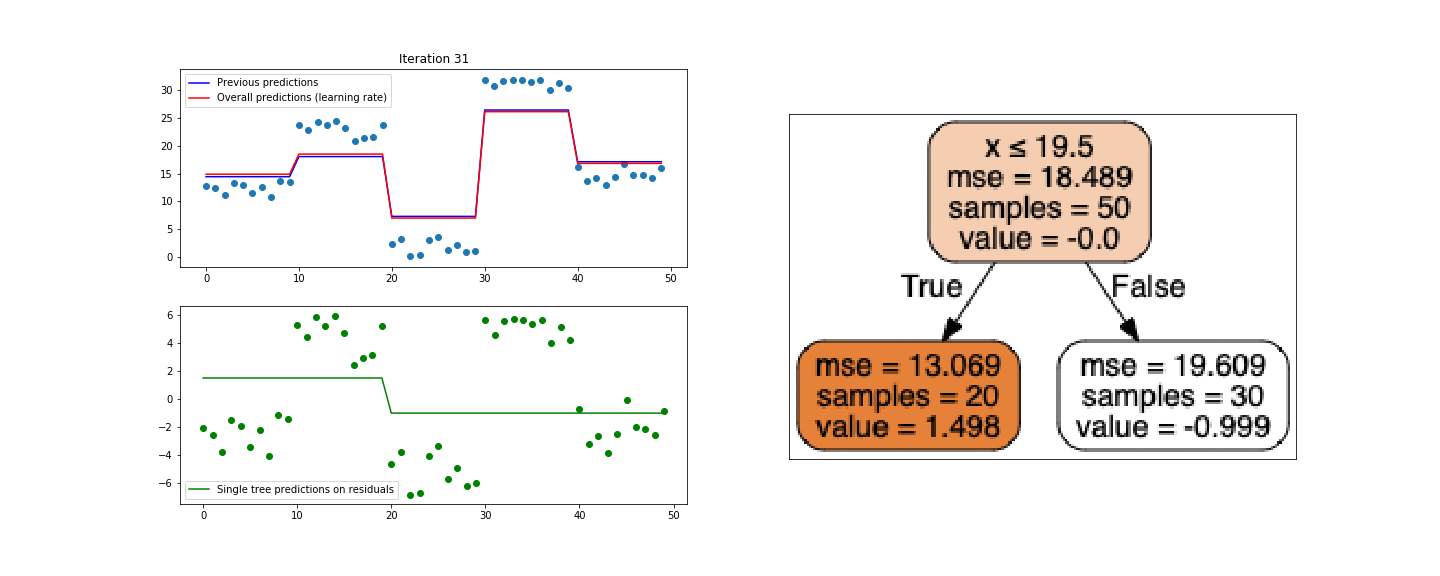 Iteration 31
Previous predictions
Overall predictions (learning rate)
30
25
20
15
10
5
0
0
10
20
30
40
50
6
4
2
0
−2
−4
−6
Single tree predictions on residuals
0
10
20
30
40
50
x ≤ 19.5
mse = 18.489
samples = 50
value = -0.0
True
False
mse = 13.069
samples = 20
value = 1.498
mse = 19.609
samples = 30
value = -0.999